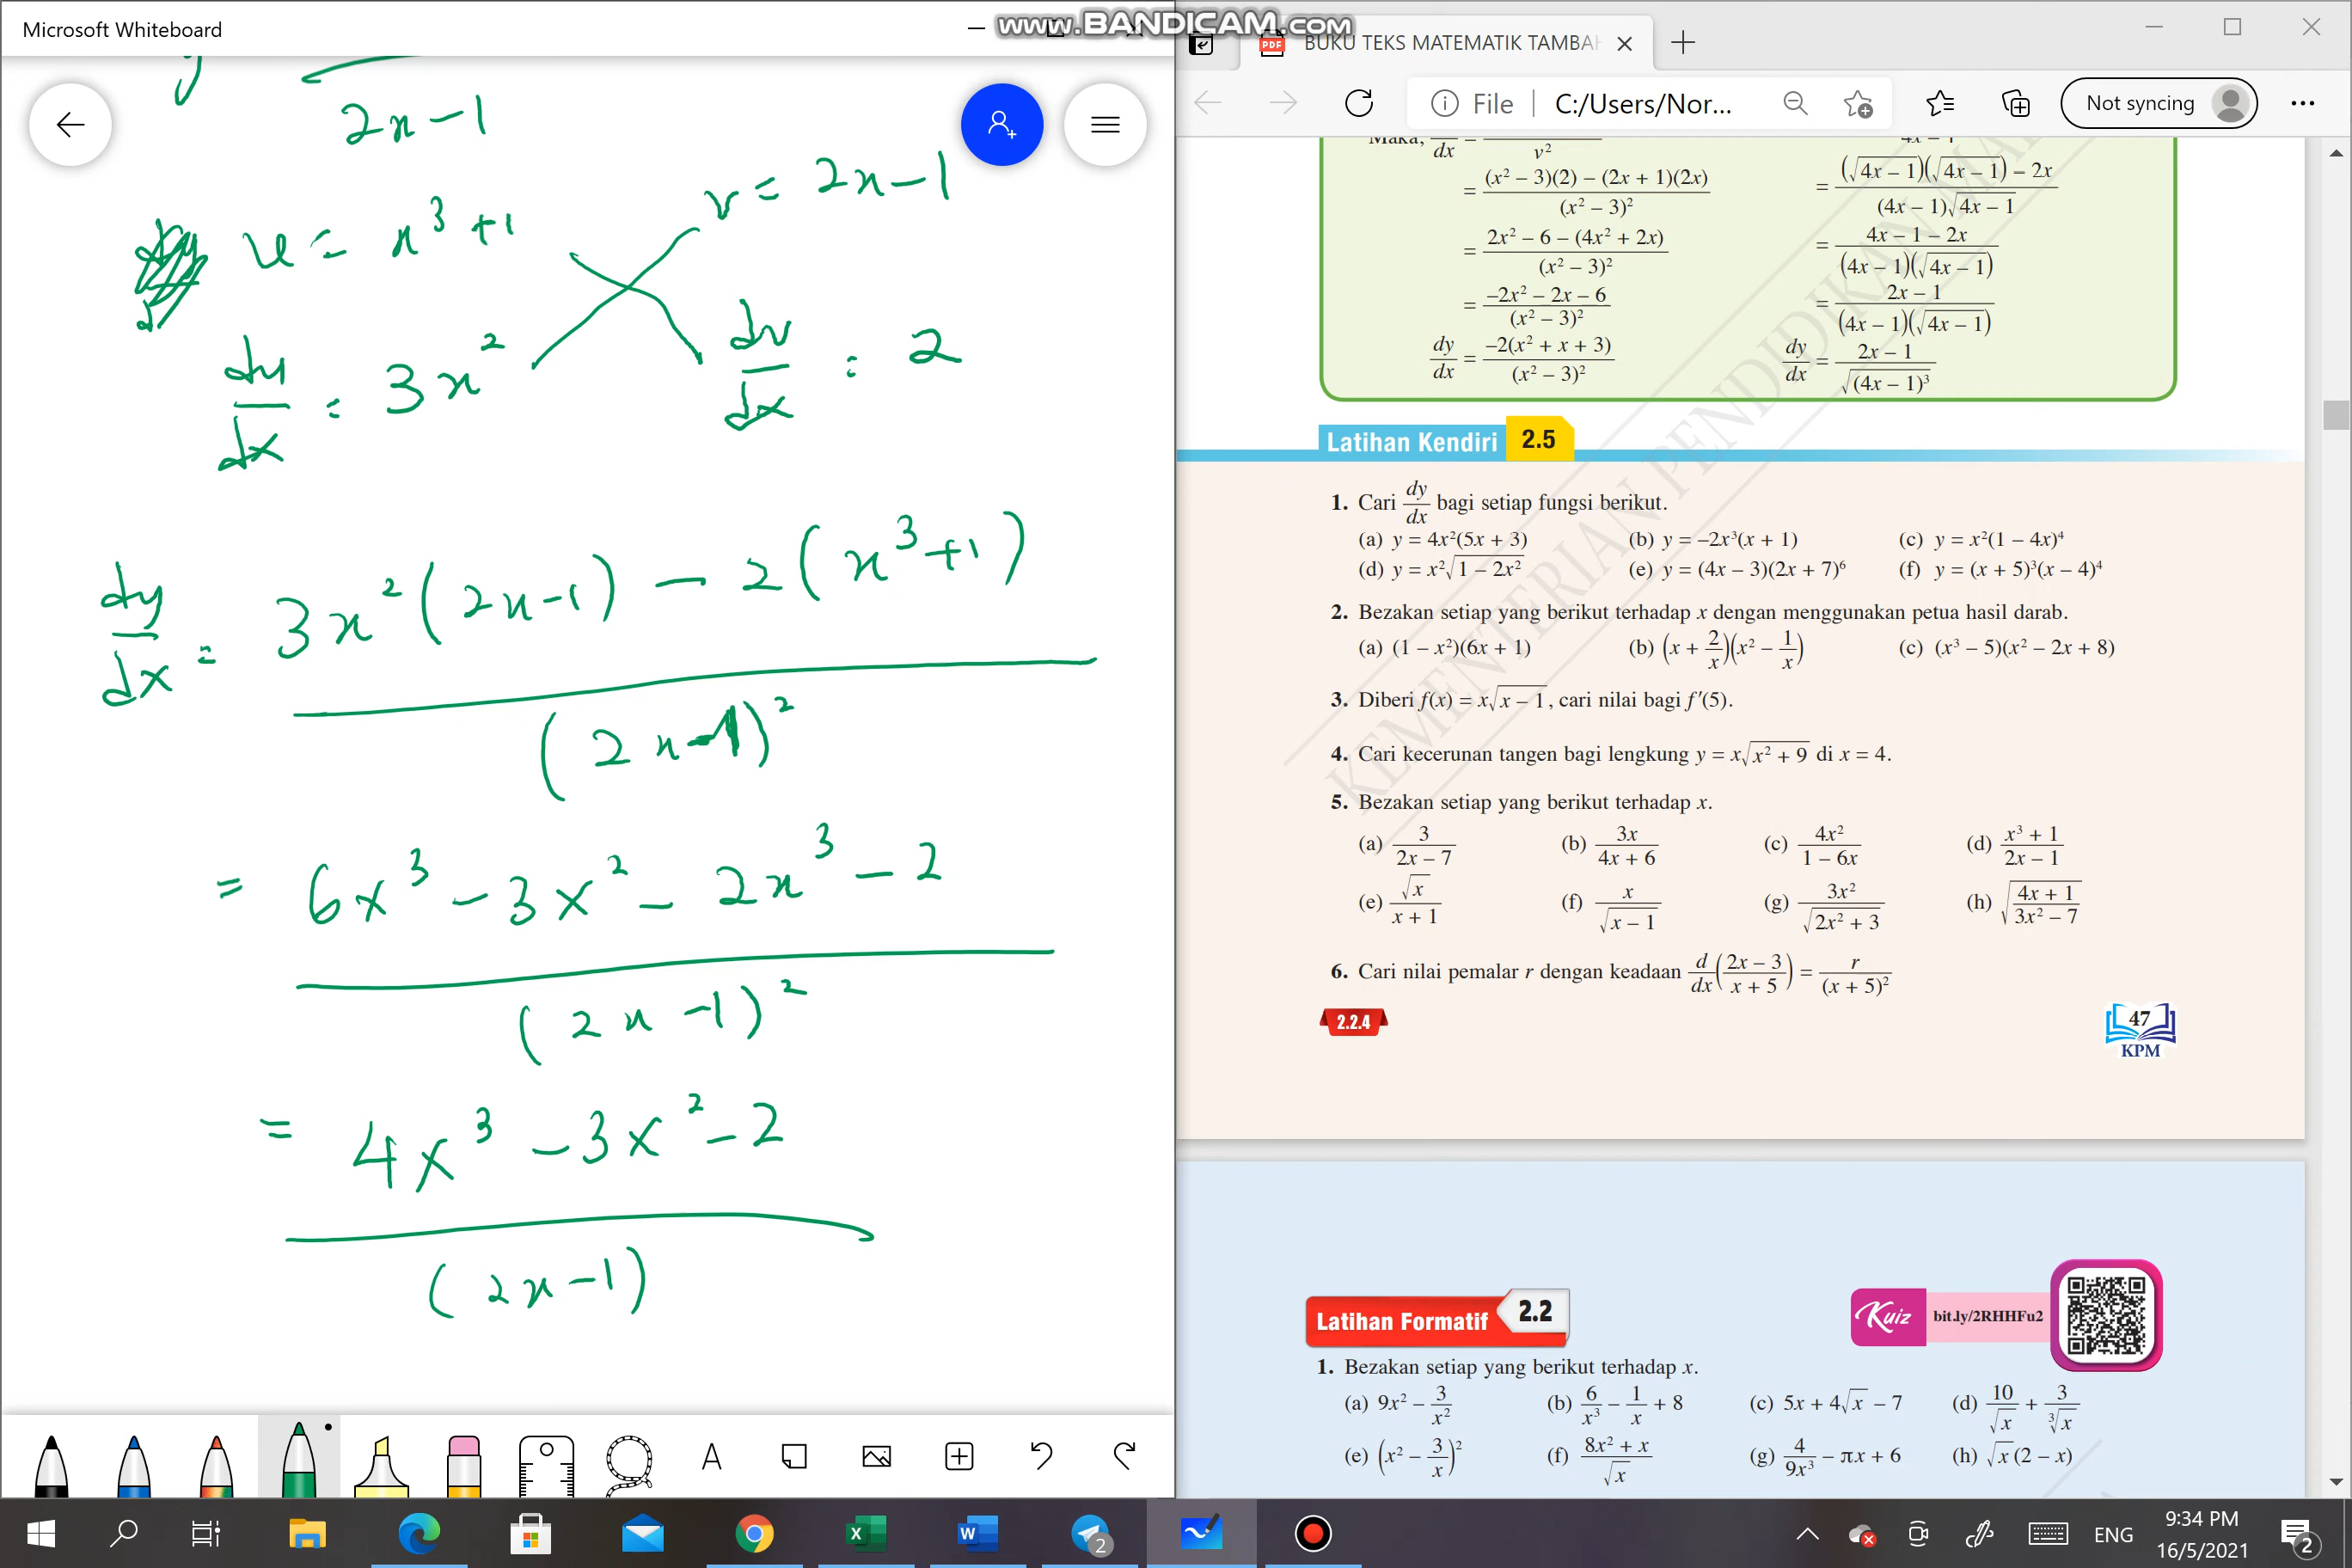 Microsoft Whiteboard
www.BANDICAM.com
BUKU TEKS MATEMATIK TAMBAH
File | C:/Users/Nor...
Not syncing
y
2x - 1
u = x³ + 1
v = 2x - 1
du/dx = 3x²
dv/dx = 2
dy/dx = 3x²(2x-1) - 2(x³+1) / (2x-1)²
= 6x³ - 3x² - 2x³ - 2 / (2x-1)²
= 4x³ - 3x² - 2 / (2x-1)
Maka, dy/dx = / v²
= (x² – 3)(2) – (2x + 1)(2x) / (x² – 3)²
= 2x² – 6 – (4x² + 2x) / (x² – 3)²
= –2x² – 2x – 6 / (x² – 3)²
dy/dx = –2(x² + x + 3) / (x² – 3)²
4x – 1
= (√(4x – 1))(√(4x – 1)) – 2x / (4x – 1)√(4x – 1)
= 4x – 1 – 2x / (4x – 1)(√(4x – 1))
= 2x – 1 / (4x – 1)(√(4x – 1))
dy/dx = 2x – 1 / √((4x – 1)³)
KEMENTERIAN PENDIDIKAN MA
Latihan Kendiri 2.5
1. Cari dy/dx bagi setiap fungsi berikut.
(a) y = 4x²(5x + 3) (b) y = –2x³(x + 1) (c) y = x²(1 – 4x)⁴
(d) y = x²√(1 – 2x²) (e) y = (4x – 3)(2x + 7)⁶ (f) y = (x + 5)³(x – 4)⁴
2. Bezakan setiap yang berikut terhadap x dengan menggunakan petua hasil darab.
(a) (1 – x²)(6x + 1) (b) (x + 2/x)(x² – 1/x) (c) (x³ – 5)(x² – 2x + 8)
3. Diberi f(x) = x√(x – 1), cari nilai bagi f′(5).
4. Cari kecerunan tangen bagi lengkung y = x√(x² + 9) di x = 4.
5. Bezakan setiap yang berikut terhadap x.
(a) 3/(2x – 7) (b) 3x/(4x + 6) (c) 4x²/(1 – 6x) (d) (x³ + 1)/(2x – 1)
(e) √x/(x + 1) (f) x/√(x – 1) (g) 3x²/√(2x² + 3) (h) √((4x + 1)/(3x² – 7))
6. Cari nilai pemalar r dengan keadaan d/dx((2x – 3)/(x + 5)) = r/(x + 5)²
2.2.4
47
KPM
Latihan Formatif 2.2
Kuiz bit.ly/2RHHFu2
1. Bezakan setiap yang berikut terhadap x.
(a) 9x² – 3/x² (b) 6/x³ – 1/x + 8 (c) 5x + 4√x – 7 (d) 10/√x + 3/∛x
(e) (x² – 3/x)² (f) (8x² + x)/√x (g) 4/9x³ – πx + 6 (h) √x(2 – x)
ENG
9:34 PM
16/5/2021
2
2